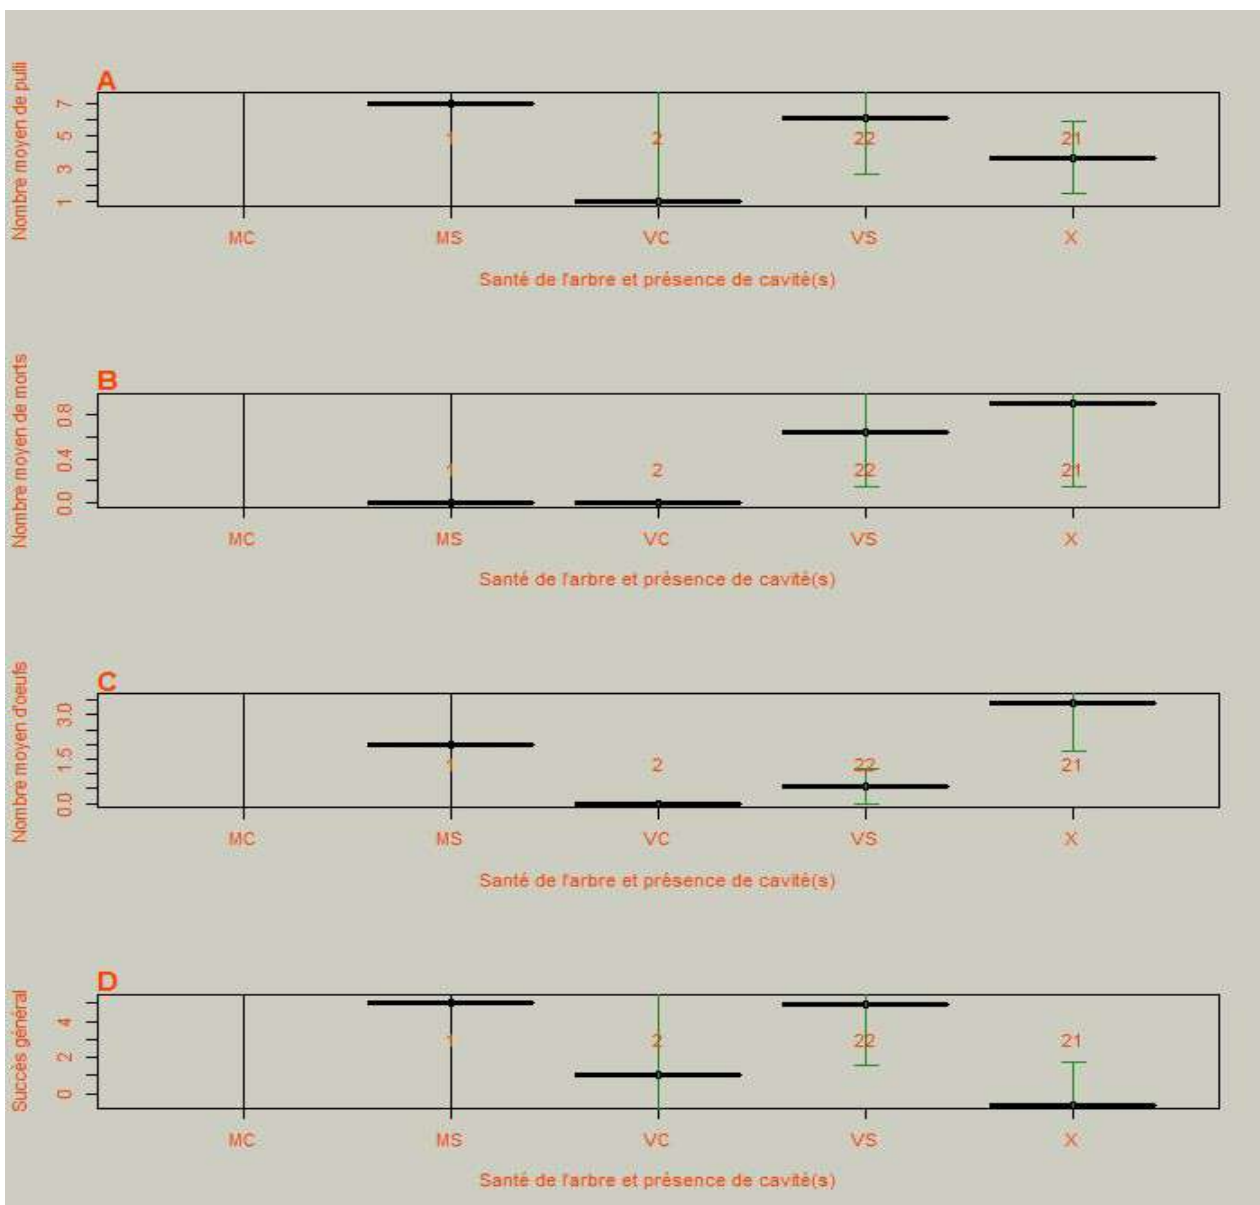 A
Nombre moyen de pulli
7
5
3
1
1
2
22
21
MC
MS
VC
VS
X
Santé de l'arbre et présence de cavité(s)
B
Nombre moyen de morts
0.8
0.4
0.0
1
2
22
21
MC
MS
VC
VS
X
Santé de l'arbre et présence de cavité(s)
C
Nombre moyen d'oeufs
3.0
1.5
0.0
1
2
22
21
MC
MS
VC
VS
X
Santé de l'arbre et présence de cavité(s)
D
Succès général
4
2
0
1
2
22
21
MC
MS
VC
VS
X
Santé de l'arbre et présence de cavité(s)